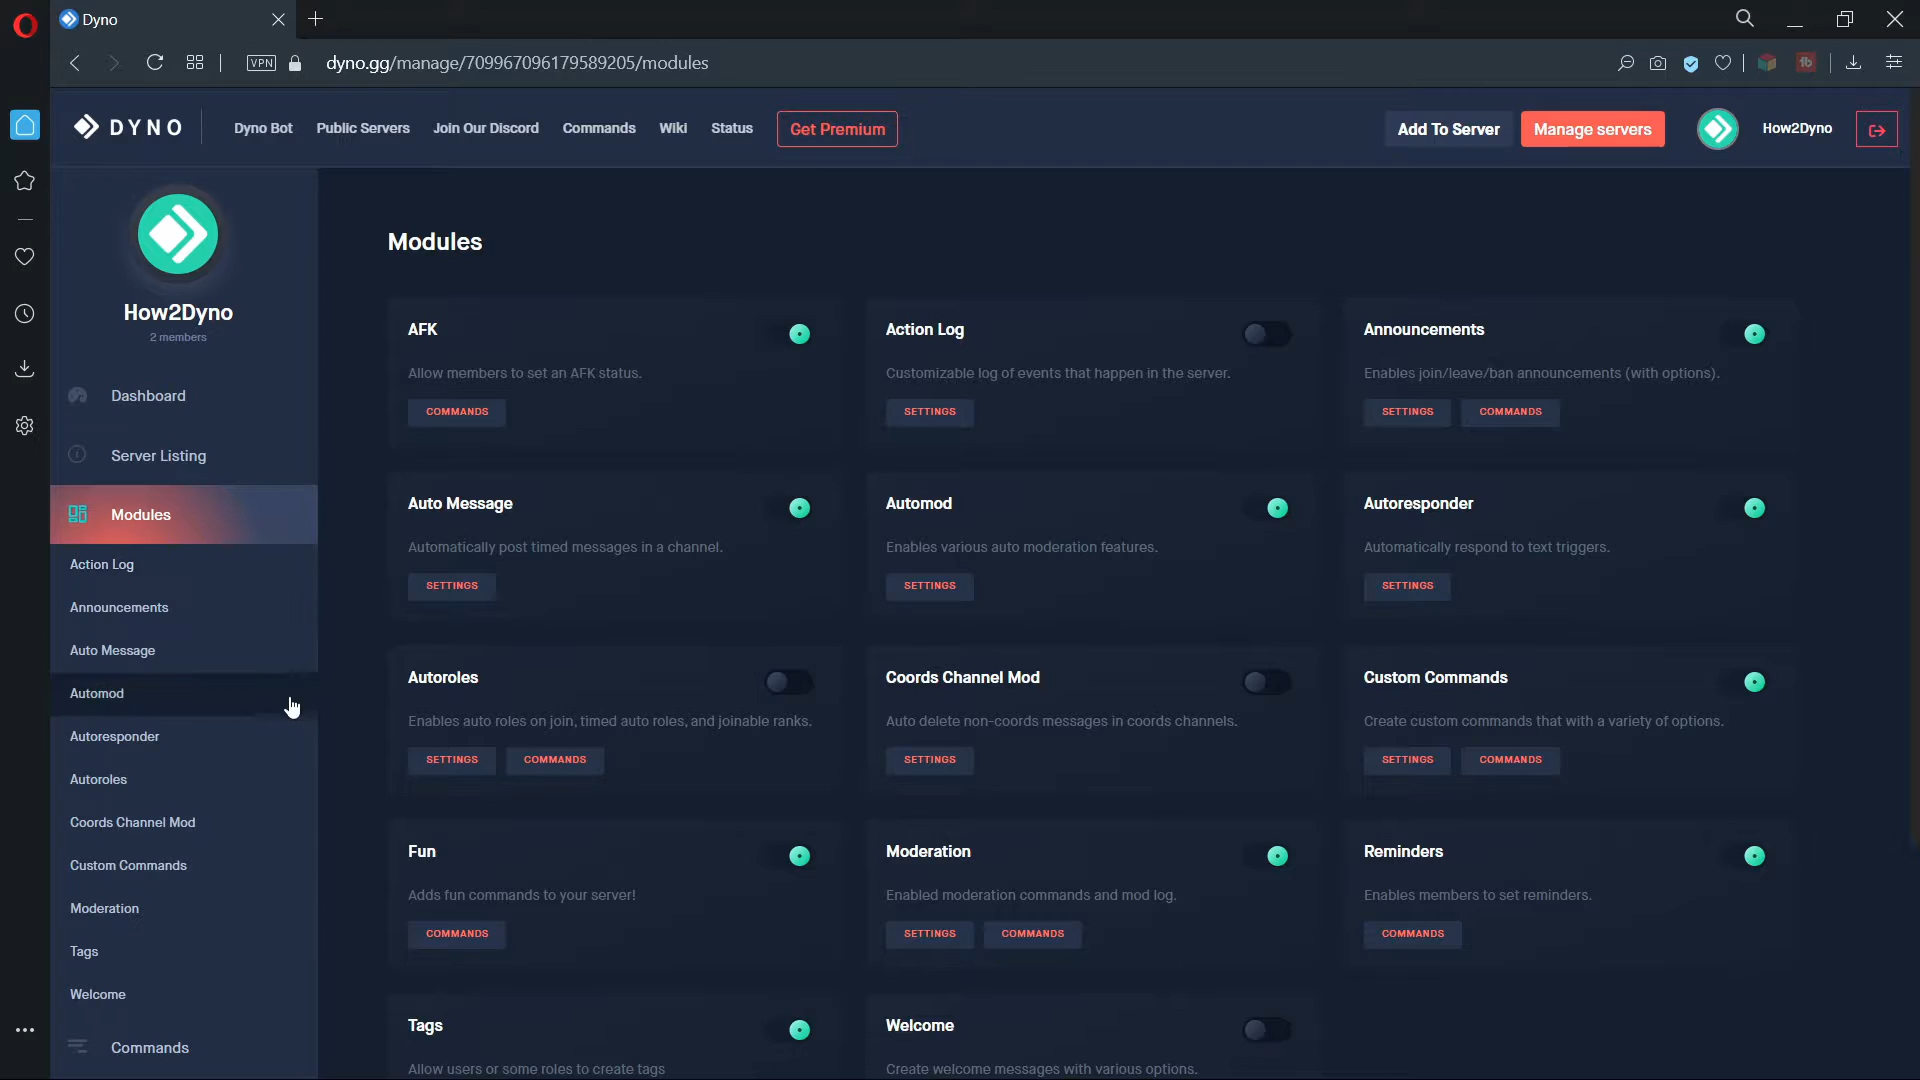 Dyno
VPN
dyno.gg/manage/709967096179589205/modules
DYNO
Dyno Bot
Public Servers
Join Our Discord
Commands
Wiki
Status
Get Premium
Add To Server
Manage servers
How2Dyno
How2Dyno
2 members
Dashboard
Server Listing
Modules
Action Log
Announcements
Auto Message
Automod
Autoresponder
Autoroles
Coords Channel Mod
Custom Commands
Moderation
Tags
Welcome
Commands
Modules
AFK
Allow members to set an AFK status.
COMMANDS
Action Log
Customizable log of events that happen in the server.
SETTINGS
Announcements
Enables join/leave/ban announcements (with options).
SETTINGS COMMANDS
Auto Message
Automatically post timed messages in a channel.
SETTINGS
Automod
Enables various auto moderation features.
SETTINGS
Autoresponder
Automatically respond to text triggers.
SETTINGS
Autoroles
Enables auto roles on join, timed auto roles, and joinable ranks.
SETTINGS COMMANDS
Coords Channel Mod
Auto delete non-coords messages in coords channels.
SETTINGS
Custom Commands
Create custom commands that with a variety of options.
SETTINGS COMMANDS
Fun
Adds fun commands to your server!
COMMANDS
Moderation
Enabled moderation commands and mod log.
SETTINGS COMMANDS
Reminders
Enables members to set reminders.
COMMANDS
Tags
Allow users or some roles to create tags
Welcome
Create welcome messages with various options.